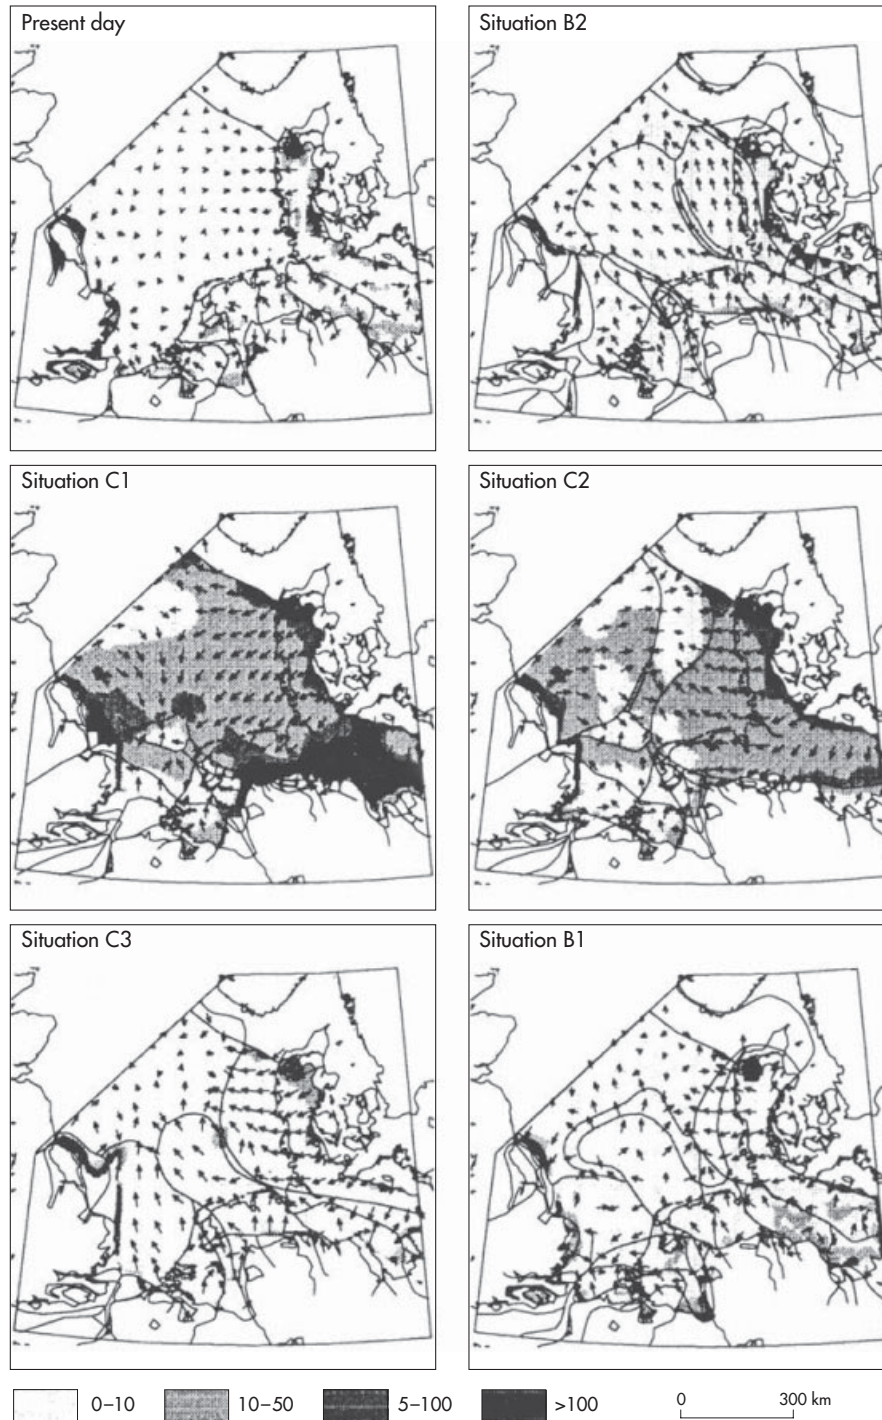 Present day
Situation B2
Situation C1
Situation C2
Situation C3
Situation B1
0–10
10–50
5–100
>100
0
300 km